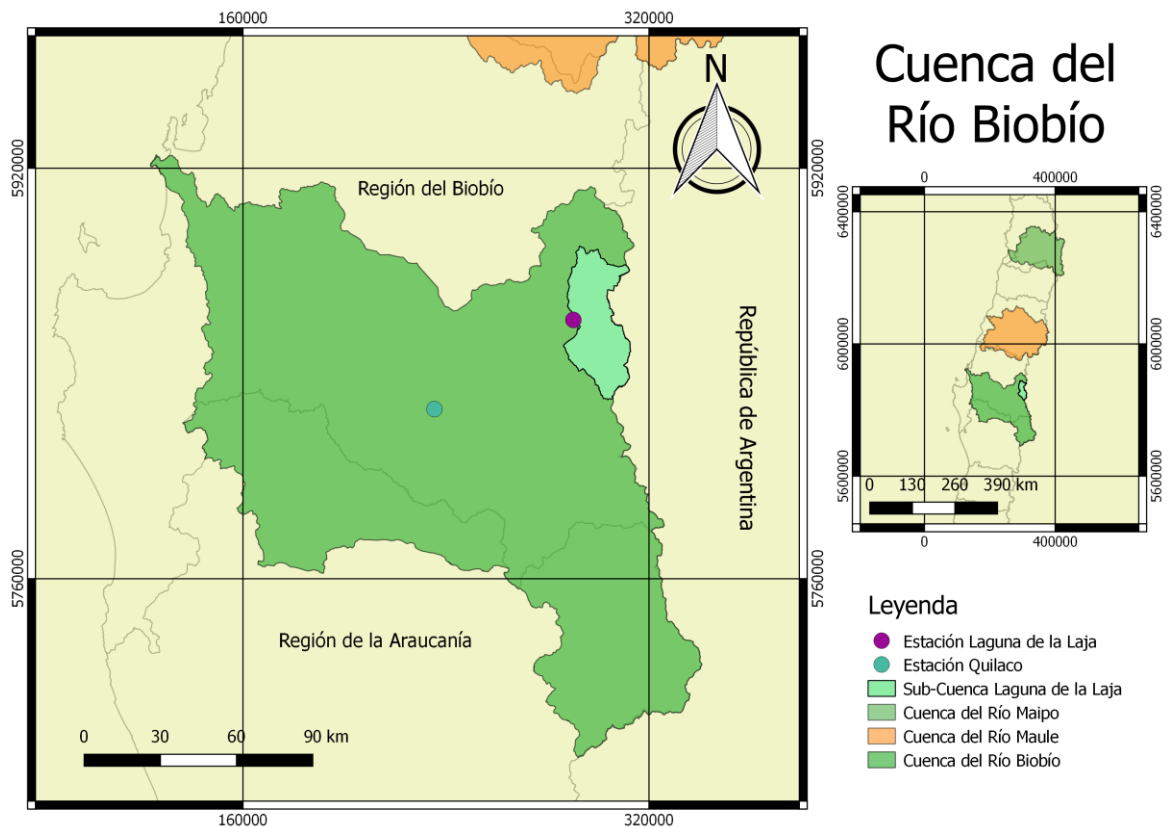 Cuenca del
Río Biobío
160000
320000
5920000
5920000
N
Región del Biobío
República de Argentina
5760000
5760000
Región de la Araucanía
0 30 60 90 km
160000
320000
0
400000
6400000
6400000
6000000
6000000
5600000
5600000
0 130 260 390 km
0
400000
Leyenda
Estación Laguna de la Laja
Estación Quilaco
Sub-Cuenca Laguna de la Laja
Cuenca del Río Maipo
Cuenca del Río Maule
Cuenca del Río Biobío